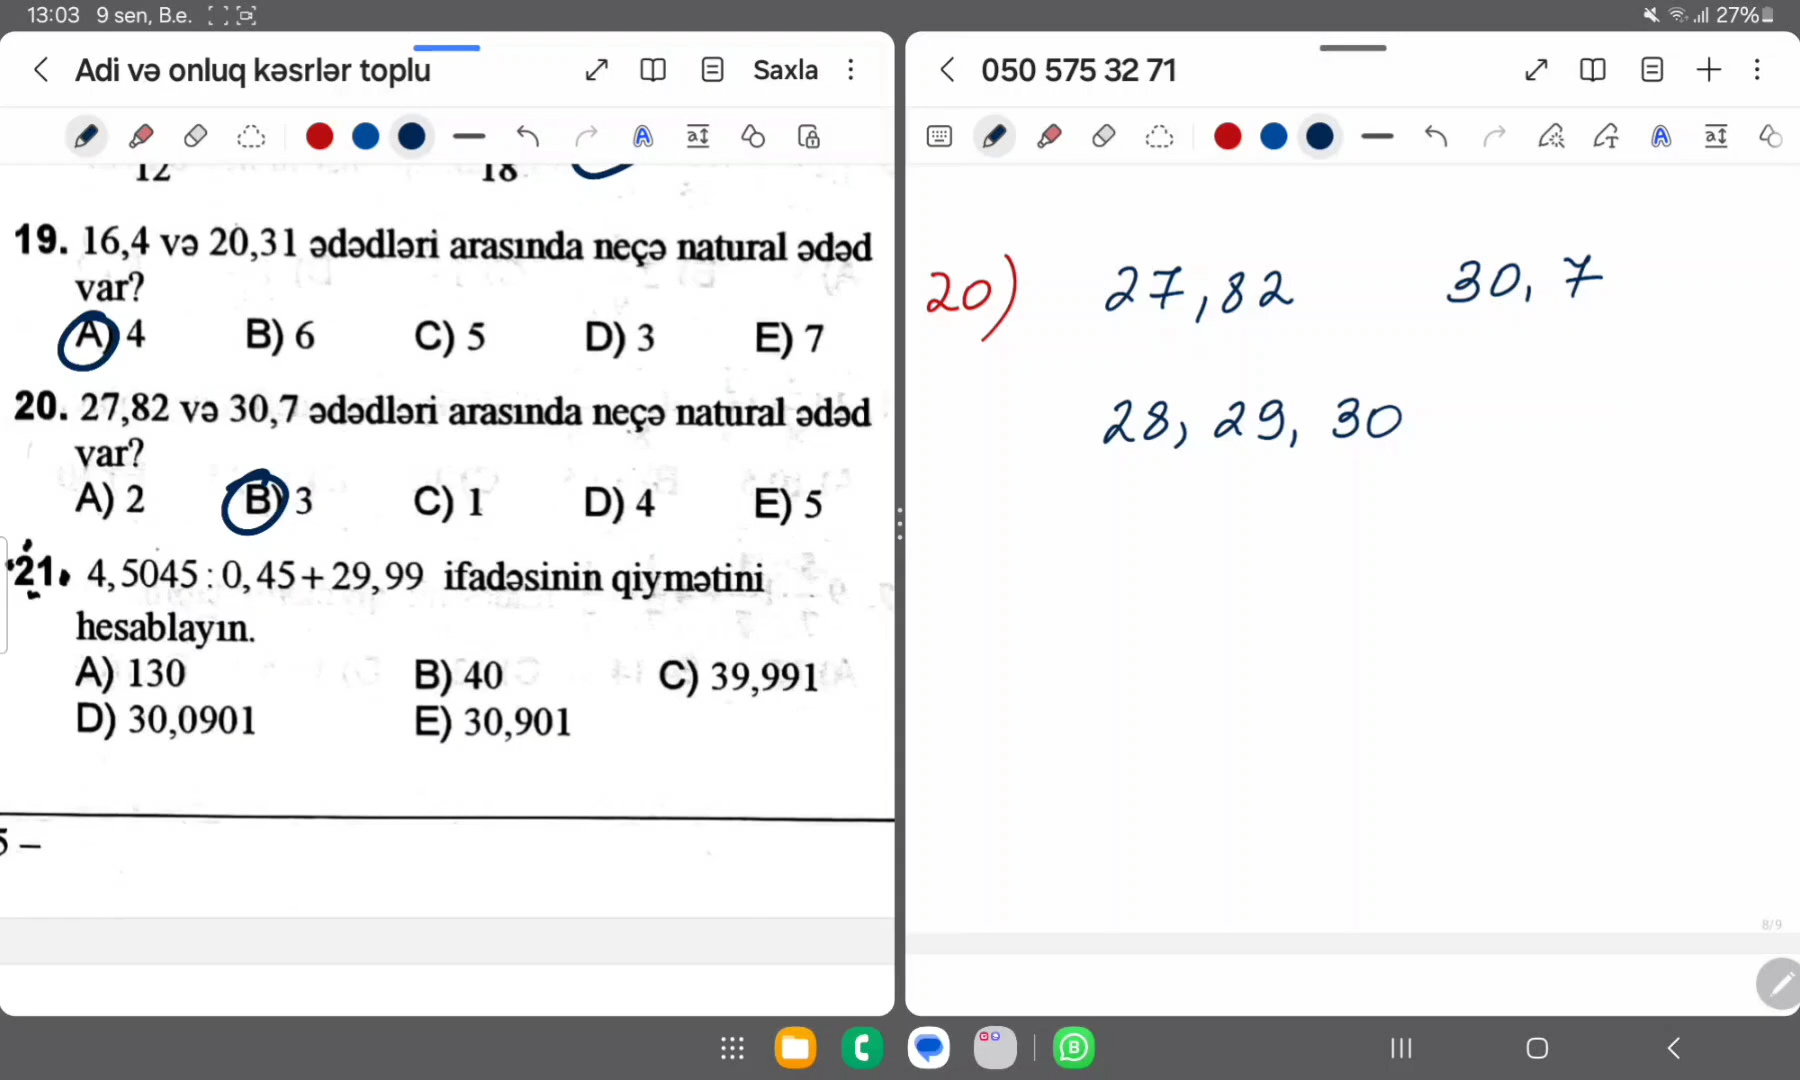 13:03 9 sen, B.e. 27%
Adi və onluq kəsrlər toplu Saxla
12 18
19. 16,4 və 20,31 ədədləri arasında neçə natural ədəd
var?
A) 4 B) 6 C) 5 D) 3 E) 7
20. 27,82 və 30,7 ədədləri arasında neçə natural ədəd
var?
A) 2 B) 3 C) 1 D) 4 E) 5
21. 4,5045 : 0,45 + 29,99 ifadəsinin qiymətini
hesablayın.
A) 130 B) 40 C) 39,991
D) 30,0901 E) 30,901
5 –
050 575 32 71
20) 27,82 30,7
28, 29, 30
8/9